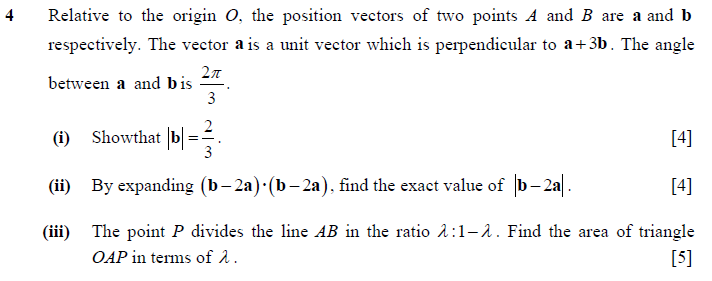 4 Relative to the origin O, the position vectors of two points A and B are a and b
respectively. The vector a is a unit vector which is perpendicular to a+3b. The angle
between a and b is 2π/3.
(i) Showthat |b| = 2/3. [4]
(ii) By expanding (b−2a)·(b−2a), find the exact value of |b−2a|. [4]
(iii) The point P divides the line AB in the ratio λ:1−λ. Find the area of triangle
OAP in terms of λ. [5]